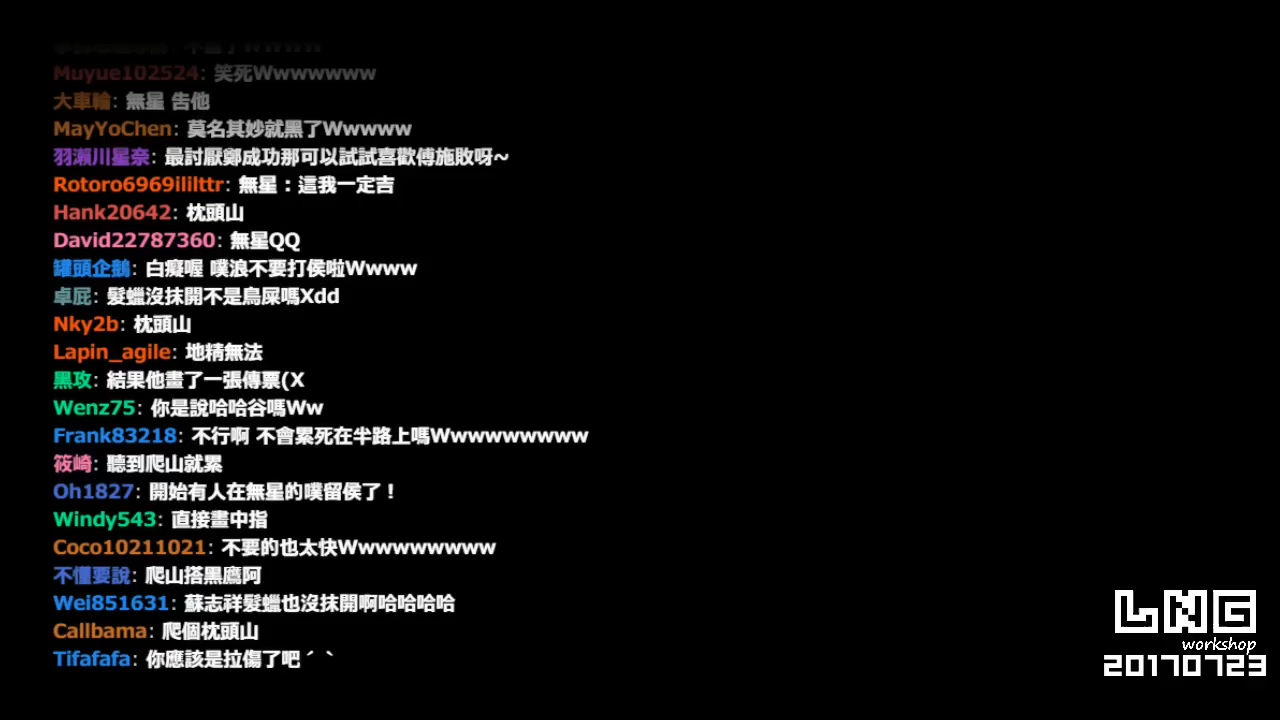 Muyue102524: 笑死Wwwwwww
大車輪: 無星 告他
MayYoChen: 莫名其妙就黑了Wwwww
羽瀨川星奈: 最討厭鄭成功那可以試試喜歡傅施敗呀~
Rotoro6969ililttr: 無星：這我一定吉
Hank20642: 枕頭山
David22787360: 無星QQ
罐頭企鵝: 白癡喔 噗浪不要打侯啦Wwww
卓屁: 髮蠟沒抹開不是鳥屎嗎Xdd
Nky2b: 枕頭山
Lapin_agile: 地精無法
黑攻: 結果他畫了一張傳票(X
Wenz75: 你是說哈哈谷嗎Ww
Frank83218: 不行啊 不會累死在半路上嗎Wwwwwwwww
筱崎: 聽到爬山就累
Oh1827: 開始有人在無星的噗留侯了！
Windy543: 直接畫中指
Coco10211021: 不要的也太快Wwwwwwwww
不懂要說: 爬山搭黑鷹阿
Wei851631: 蘇志祥髮蠟也沒抹開啊哈哈哈哈
Callbama: 爬個枕頭山
Tifafafa: 你應該是拉傷了吧ˊˋ
LNG
workshop
20170723